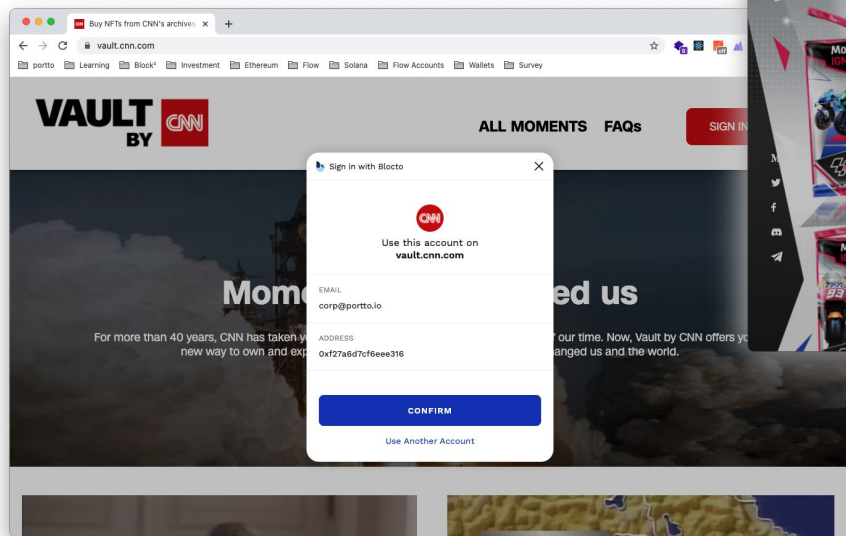 Buy NFTs from CNN's archives
vault.cnn.com
portto Learning Block² Investment Ethereum Flow Solana Flow Accounts Wallets Survey
VAULT
BY CNN
ALL MOMENTS FAQs SIGN IN
Sign in with Blocto
CNN
Use this account on
vault.cnn.com
EMAIL
corp@portto.io
ADDRESS
0xf27a6d7cf6eee316
CONFIRM
Use Another Account
Mom ed us
For more than 40 years, CNN has taken y our time. Now, Vault by CNN offers yo
new way to own and exp anged us and the world.
Mo
IGN
93